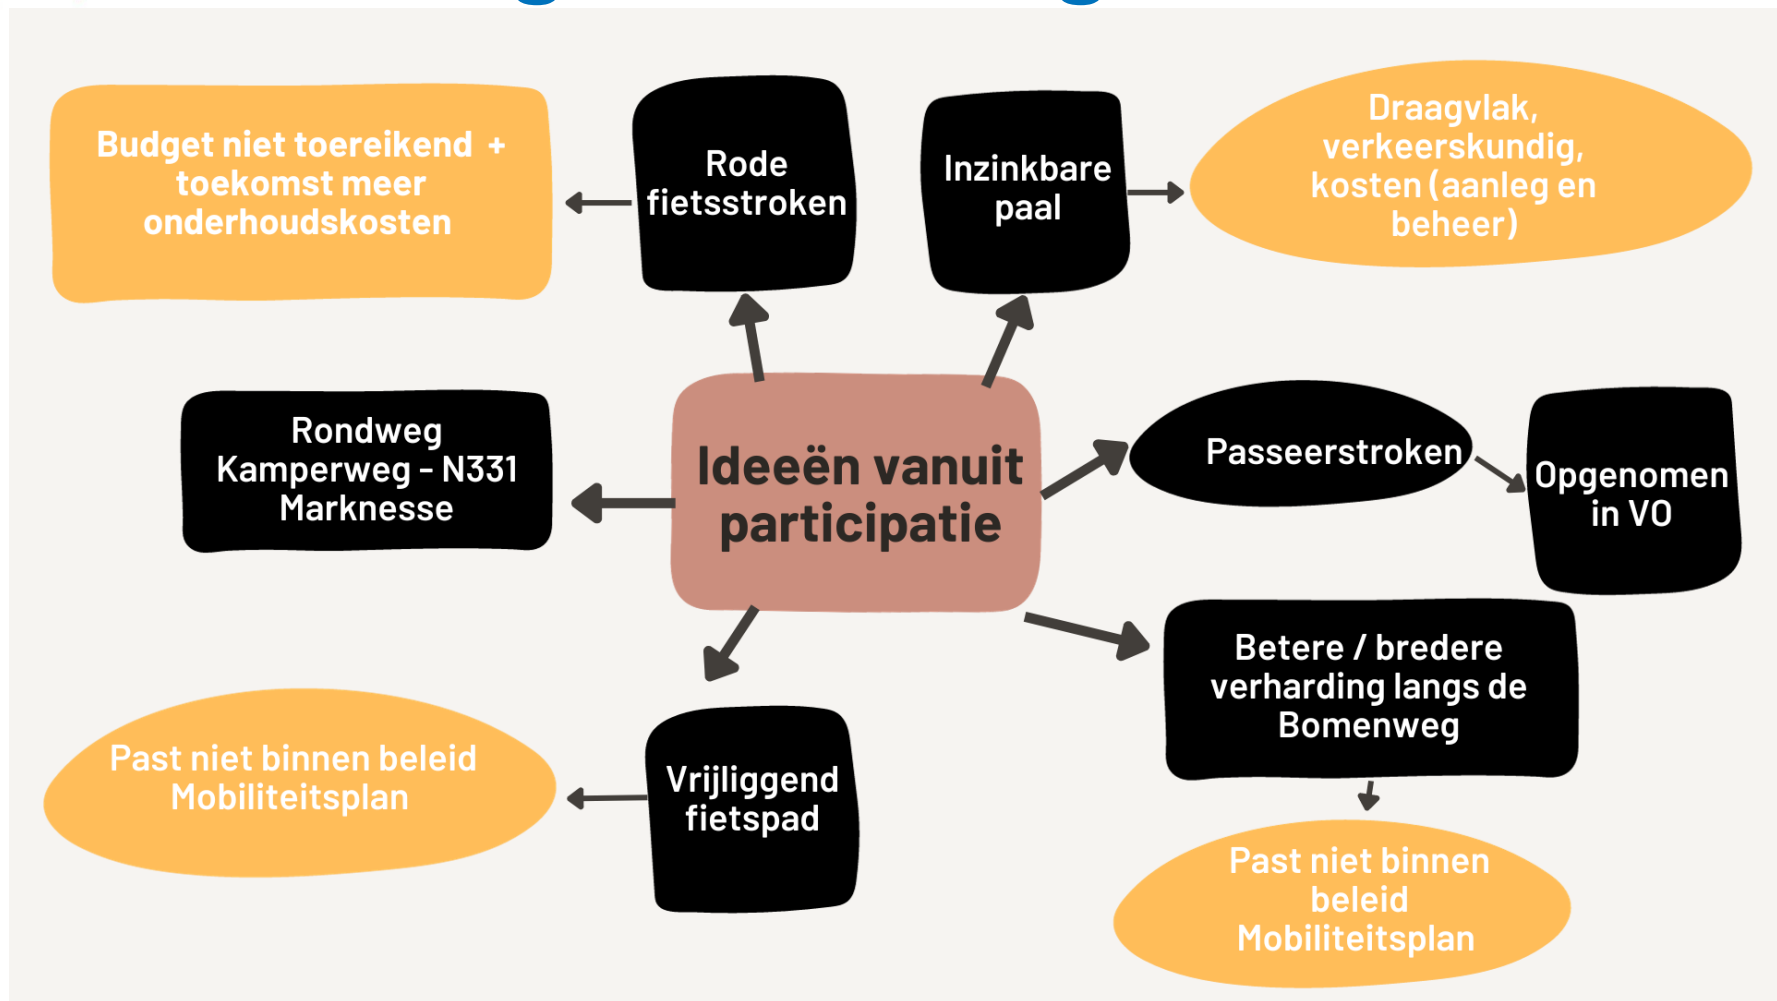 Budget niet toereikend +
toekomst meer
onderhoudskosten
Rode
fietsstroken
Inzinkbare
paal
Draagvlak,
verkeerskundig,
kosten (aanleg en
beheer)
Rondweg
Kamperweg - N331
Marknesse
Ideeën vanuit
participatie
Passeerstroken
Opgenomen
in VO
Betere / bredere
verharding langs de
Bomenweg
Past niet binnen beleid
Mobiliteitsplan
Vrijliggend
fietspad
Past niet binnen
beleid
Mobiliteitsplan